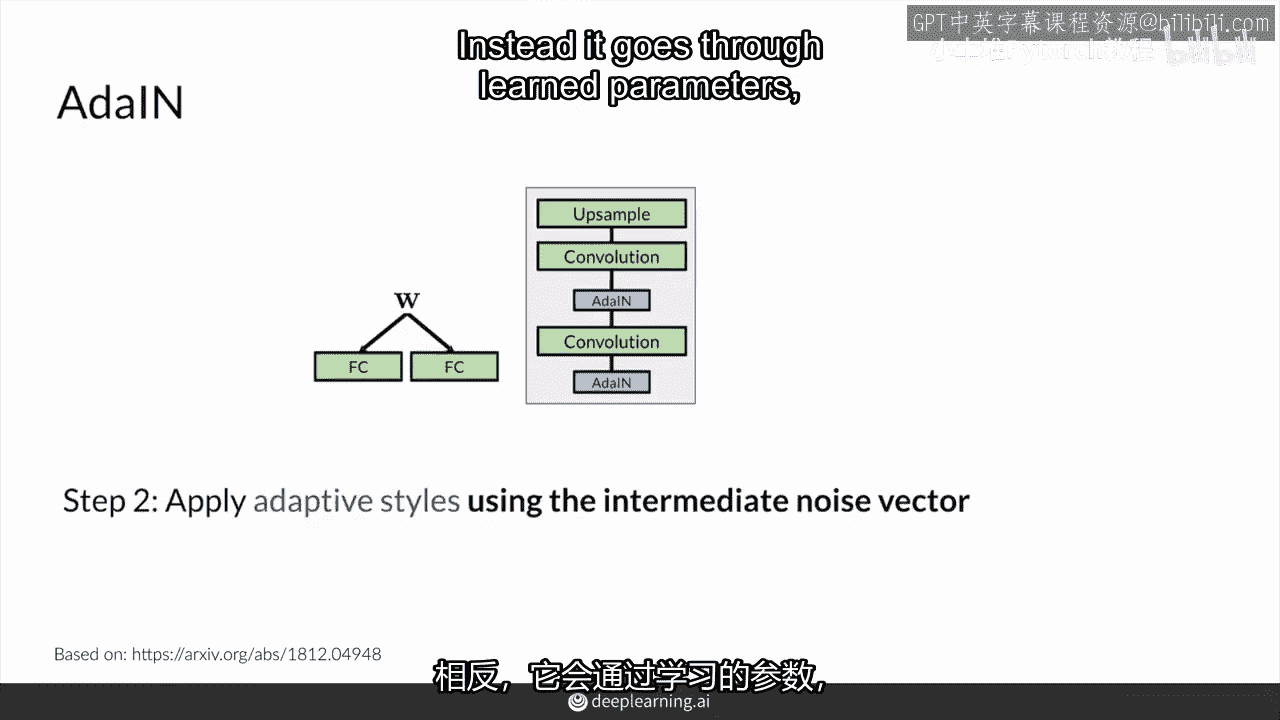 GPT中英字幕课程资源@bilibili.com
Instead it goes through
learned parameters,
AdaIN
Upsample
Convolution
AdaIN
Convolution
AdaIN
w
FC
FC
Step 2: Apply adaptive styles using the intermediate noise vector
Based on: https://arxiv.org/abs/1812.04948
相反，它会通过学习的参数，
deeplearning.ai